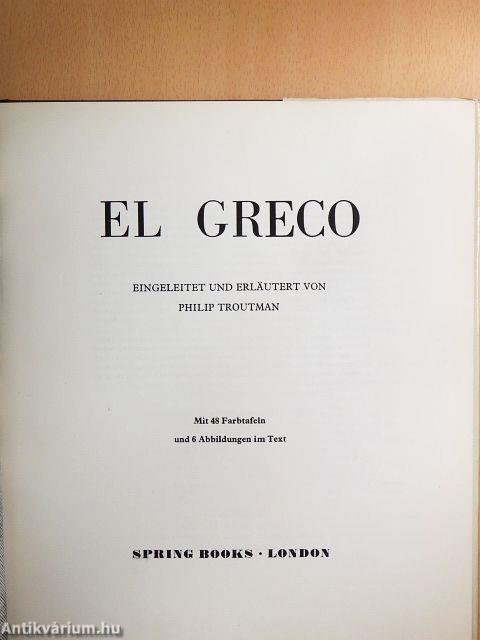 EL GRECO
EINGELEITET UND ERLÄUTERT VON
PHILIP TROUTMAN
Mit 48 Farbtafeln
und 6 Abbildungen im Text
SPRING BOOKS · LONDON
Antikvárium.hu